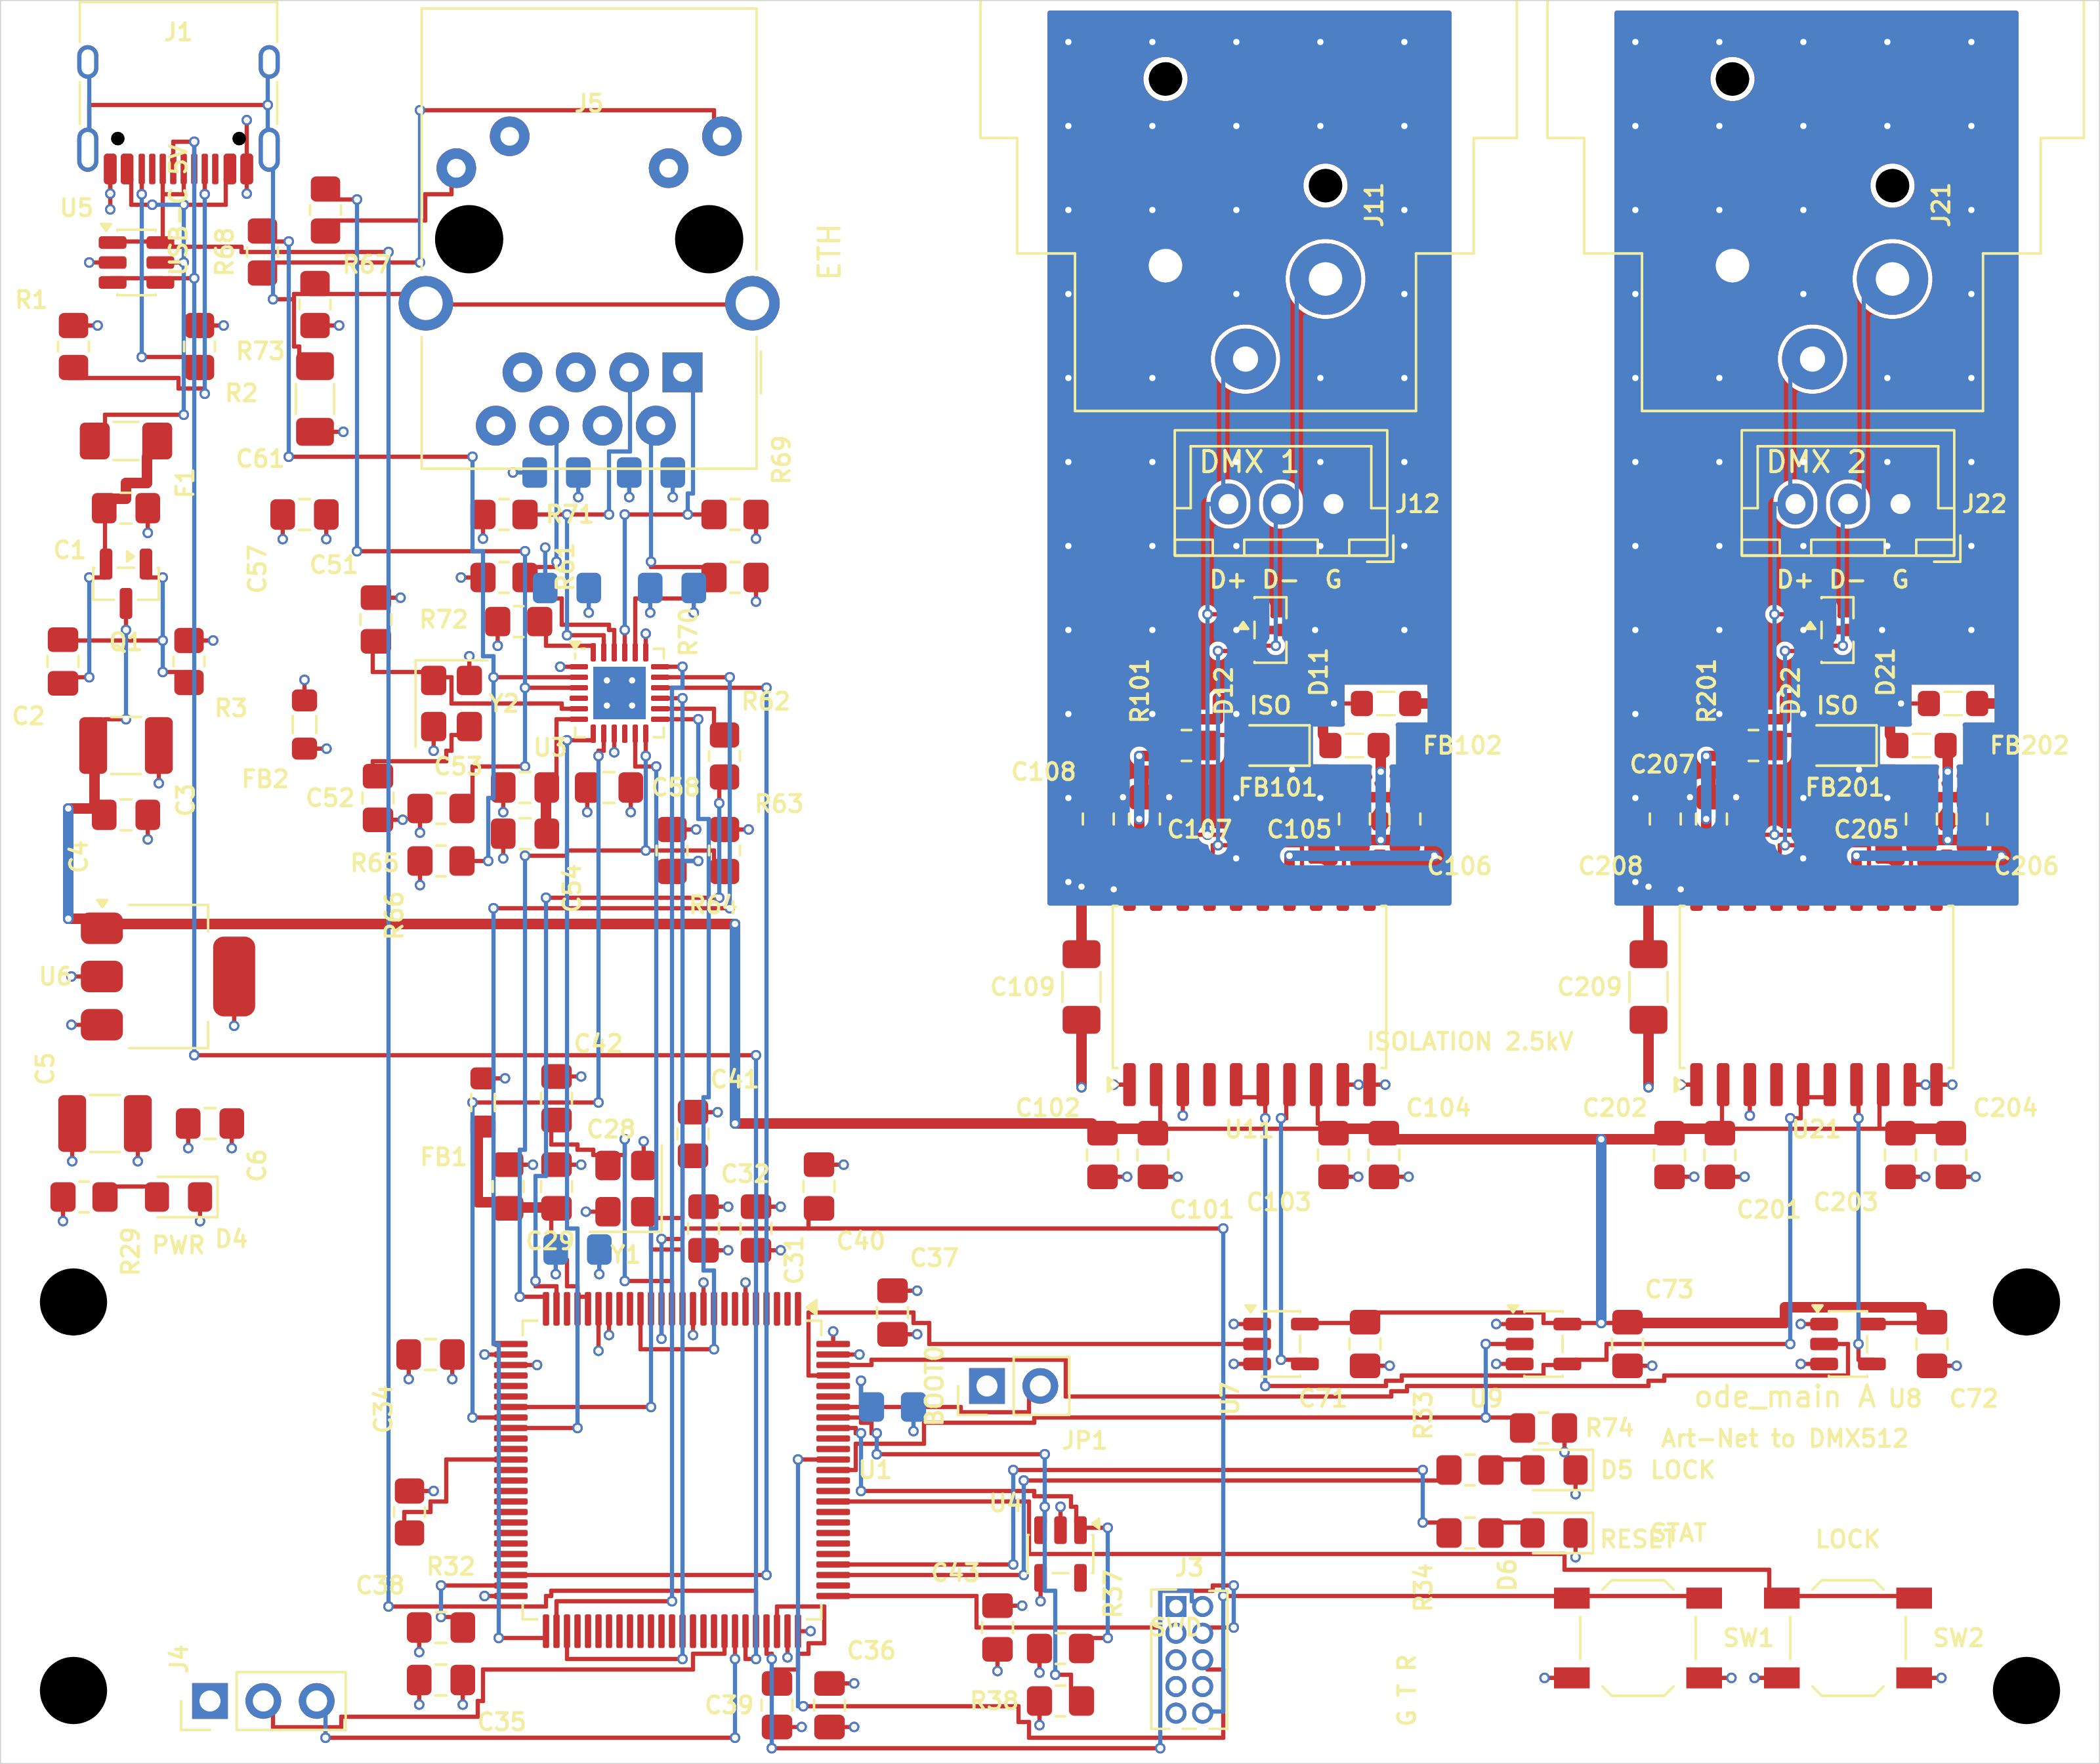 J1
J5
USB-C 5V
U5
R68
R67
ETH
J11
J21
R1
R73
R2
C61
F1
R69
DMX 1
DMX 2
J12
J22
C1
C57
C51
R71
R61
D+ D- G
D+ D- G
R72
R70
Q1
C2
R3
FB2
Y2
U3
R62
R101
D12
D11
ISO
R201
D22
D21
ISO
C53
C58
C52
C3
R63
C108
FB101
FB102
C207
FB201
FB202
C4
R65
R66
C54
R64
C107
C105
C106
C208
C205
C206
U6
C109
C209
ISOLATION 2.5kV
C5
C42
C41
C102
C104
C202
C204
C28
FB1
U11
U21
C6
C32
C101
C103
C201
C203
R29
PWR
D4
C29
Y1
C31
C40
C37
C73
BOOT0
C34
U7
C71
R33
U9
ode_main A
U8
C72
JP1
R74
Art-Net to DMX512
U1
D5
LOCK
U4
STAT
RESET
LOCK
C38
R32
C43
R37
J3
R34
D6
SWD
SW1
SW2
J4
C36
C39
R38
C35
G T R